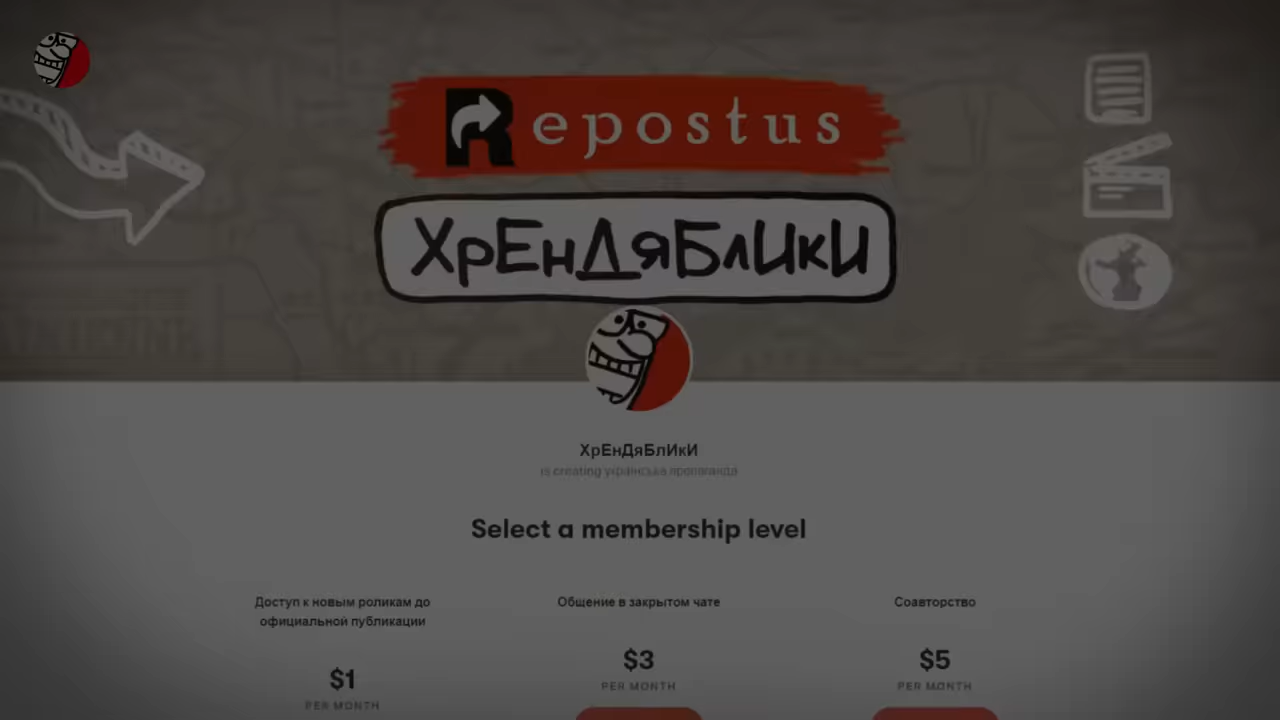 Repostus
ХрЕнДяБлИкИ
ХрЕнДяБлИкИ
is creating українська пропаганда
Select a membership level
Доступ к новым роликам до
официальной публикации
$1
PER MONTH
Общение в закрытом чате
$3
PER MONTH
Соавторство
$5
PER MONTH